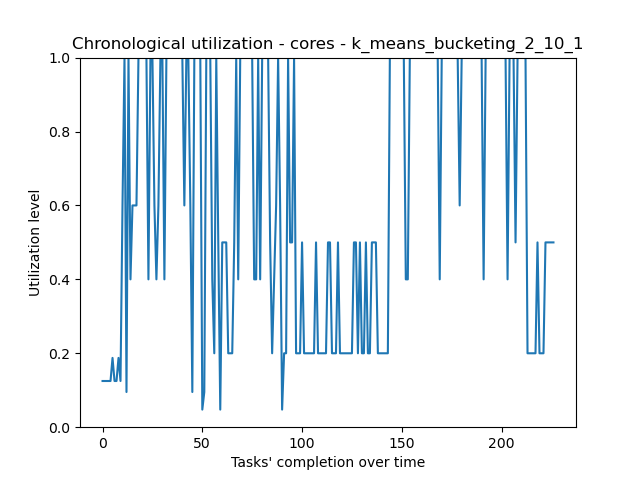 Chronological utilization - cores - k_means_bucketing_2_10_1
1.0
0.8
0.6
0.4
0.2
0.0
Utilization level
0 50 100 150 200
Tasks' completion over time